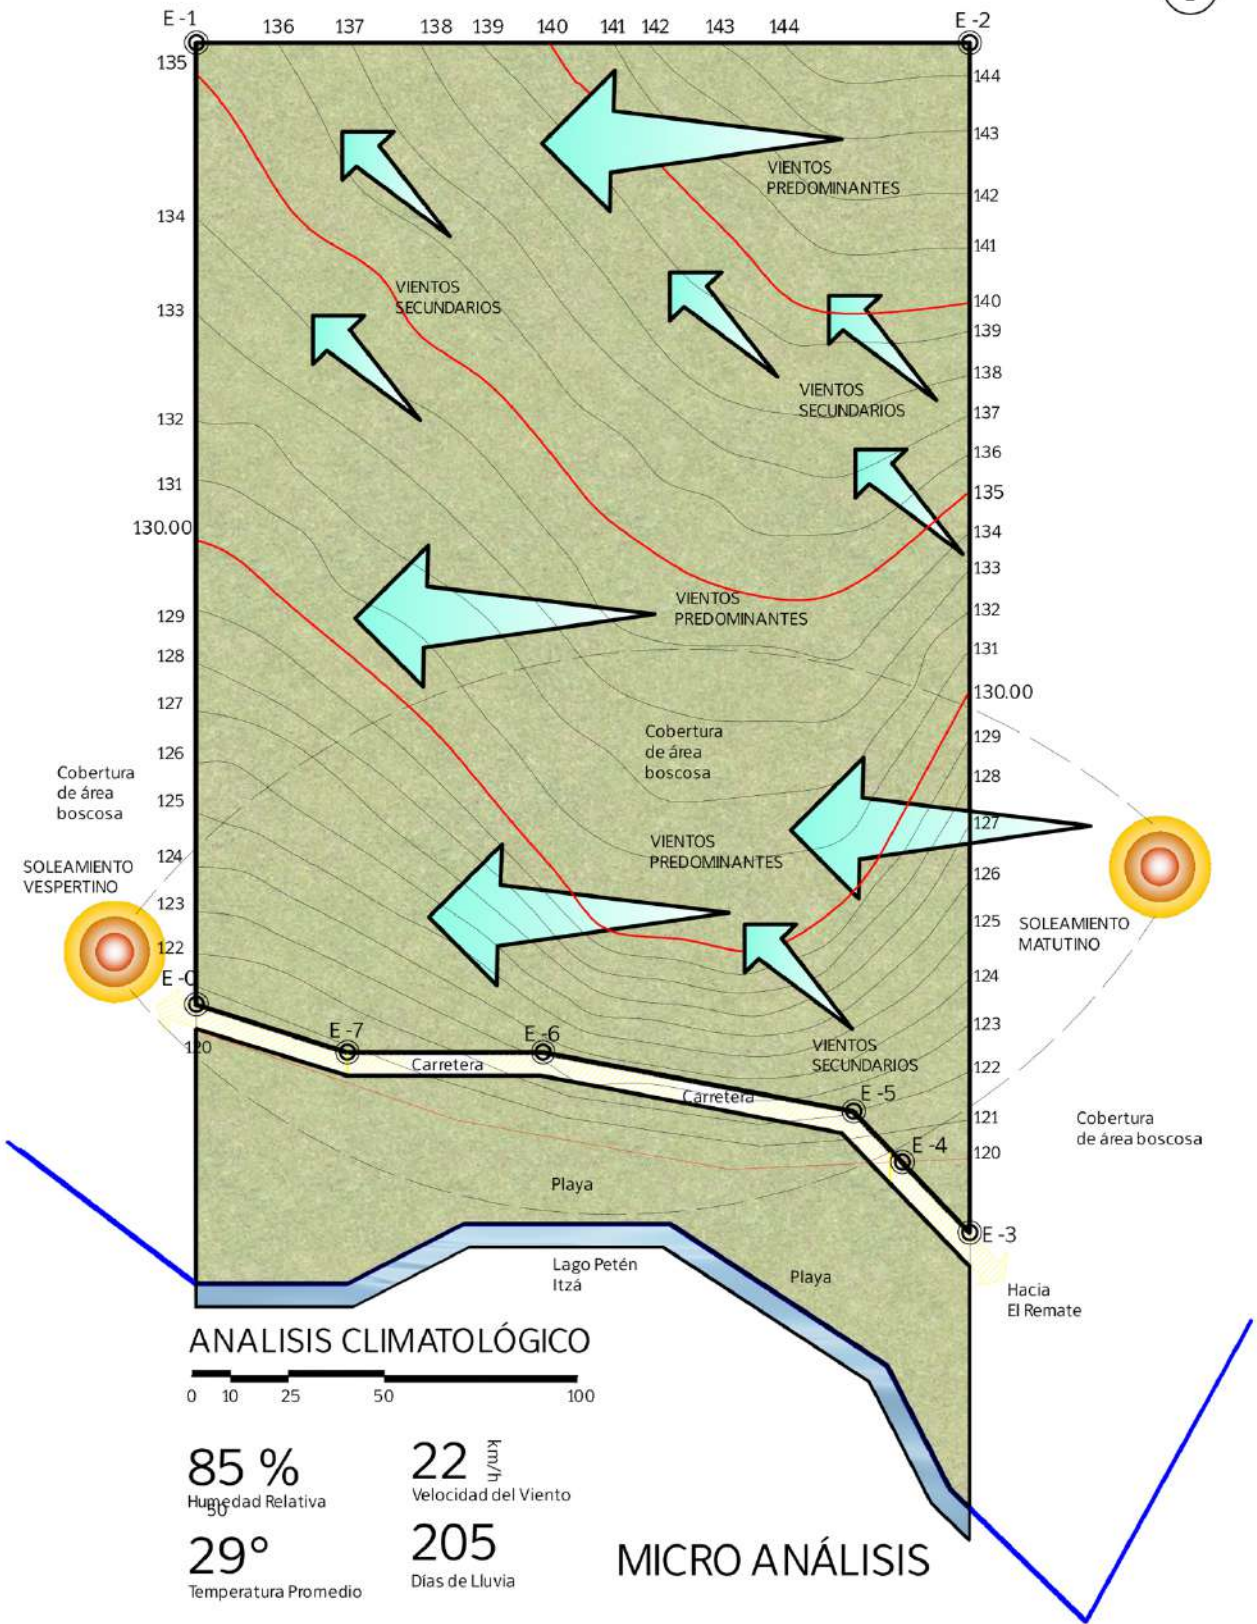 E -1
136
137
138
139
140
141
142
143
144
E -2
135
134
133
132
131
130.00
129
128
127
126
125
124
123
122
E -0
120
144
143
142
141
140
139
138
137
136
135
134
133
132
131
130.00
129
128
127
126
125
124
123
122
121
120
VIENTOS
PREDOMINANTES
VIENTOS
SECUNDARIOS
VIENTOS
SECUNDARIOS
VIENTOS
PREDOMINANTES
Cobertura
de área
boscosa
Cobertura
de área
boscosa
VIENTOS
PREDOMINANTES
SOLEAMIENTO
VESPERTINO
SOLEAMIENTO
MATUTINO
E -7
E -6
Carretera
VIENTOS
SECUNDARIOS
Carretera
E -5
E -4
Cobertura
de área boscosa
Playa
E -3
Lago Petén
Itzá
Playa
Hacia
El Remate
ANALISIS CLIMATOLÓGICO
0 10 25 50 100
85 %
Humedad Relativa
50
22 km/h
Velocidad del Viento
29°
Temperatura Promedio
205
Días de Lluvia
MICRO ANÁLISIS